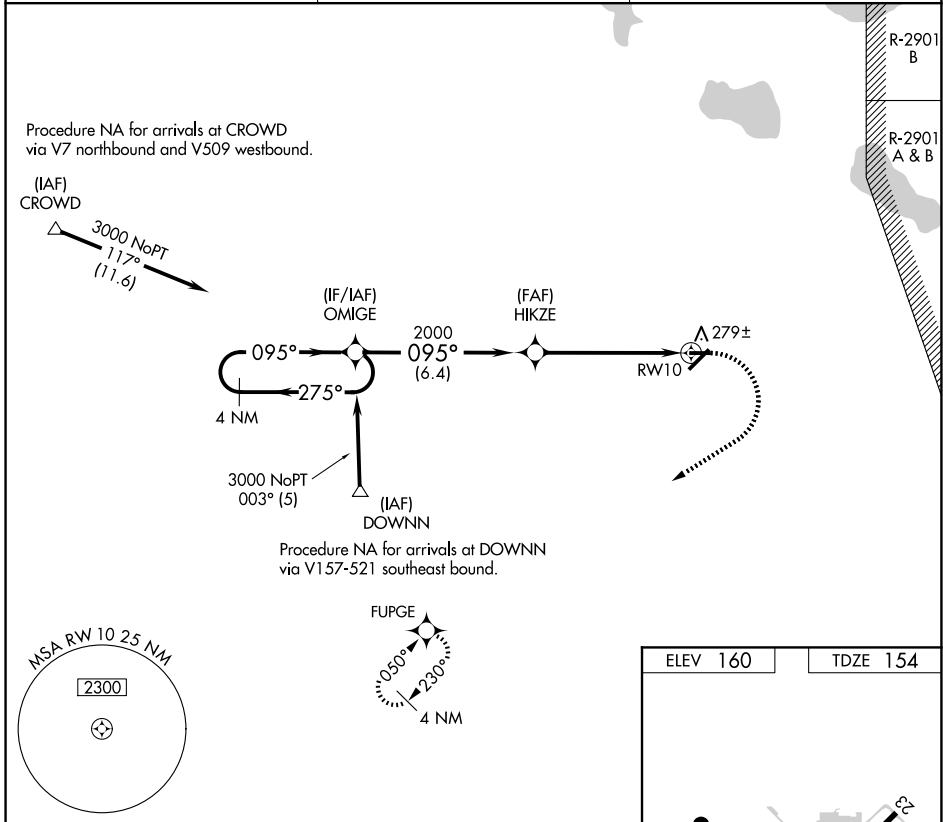 R-2901
B
R-2901
A & B
Procedure NA for arrivals at CROWD
via V7 northbound and V509 westbound.
(IAF)
CROWD
3000 NoPT
117°
(11.6)
(IF/IAF)
OMIGE
(FAF)
HIKZE
2000
095°
(6.4)
095°
275°
4 NM
279±
RW10
3000 NoPT
003° (5)
(IAF)
DOWNN
Procedure NA for arrivals at DOWNN
via V157-521 southeast bound.
FUPGE
050°
230°
4 NM
MSA RW 10 25 NM
2300
ELEV 160
TDZE 154
23